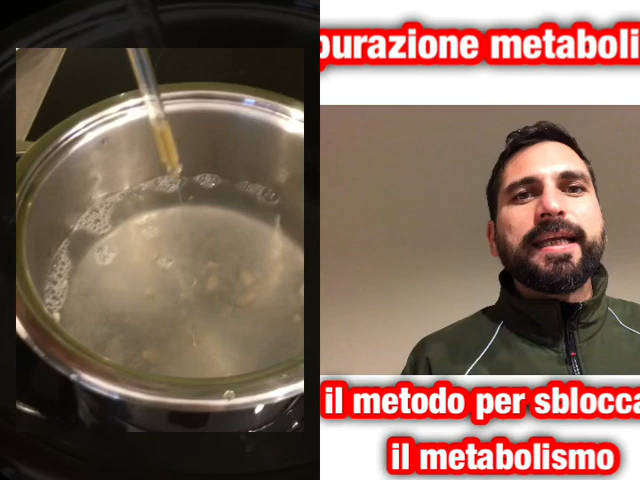 purazione metaboli
il metodo per sblocca
il metabolismo